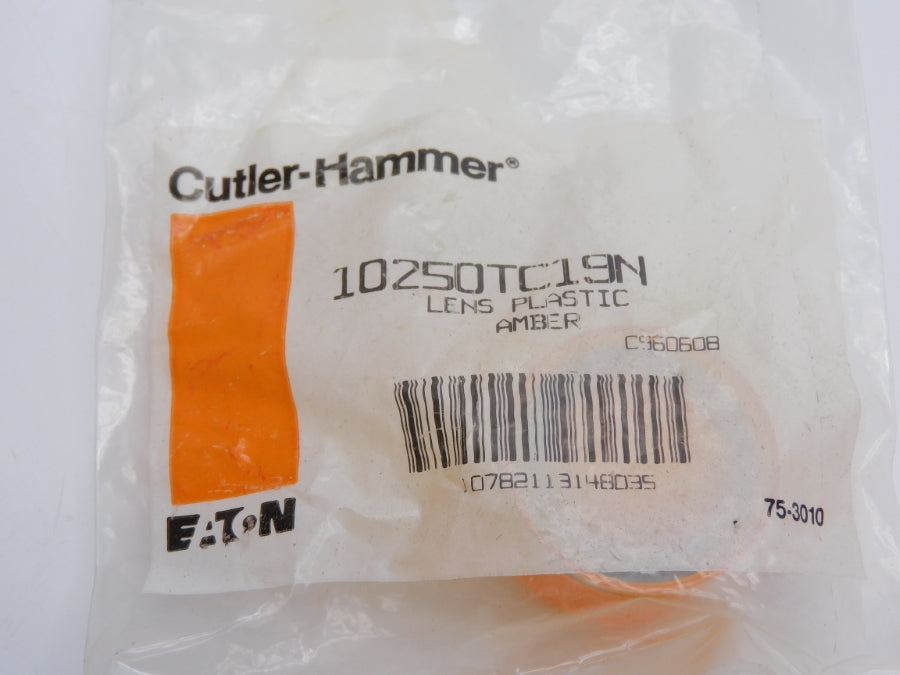 Cutler-Hammer®
10250TC19N
LENS PLASTIC
AMBER
C960608
10782113148035
75-3010
EATON